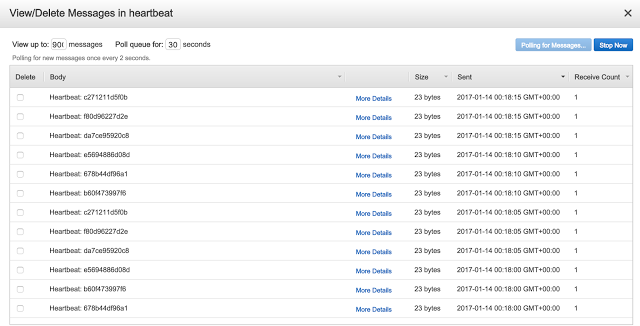 View/Delete Messages in heartbeat
View up to: 900 messages Poll queue for: 30 seconds Polling for Messages... Stop Now
Polling for new messages once every 2 seconds.
Delete Body Size Sent Receive Count
Heartbeat: c271211d5f0b More Details 23 bytes 2017-01-14 00:18:15 GMT+00:00 1
Heartbeat: f80d96227d2e More Details 23 bytes 2017-01-14 00:18:15 GMT+00:00 1
Heartbeat: da7ce95920c8 More Details 23 bytes 2017-01-14 00:18:15 GMT+00:00 1
Heartbeat: e5694886d08d More Details 23 bytes 2017-01-14 00:18:10 GMT+00:00 1
Heartbeat: 678b44df96a1 More Details 23 bytes 2017-01-14 00:18:10 GMT+00:00 1
Heartbeat: b60f473997f6 More Details 23 bytes 2017-01-14 00:18:10 GMT+00:00 1
Heartbeat: c271211d5f0b More Details 23 bytes 2017-01-14 00:18:05 GMT+00:00 1
Heartbeat: f80d96227d2e More Details 23 bytes 2017-01-14 00:18:05 GMT+00:00 1
Heartbeat: da7ce95920c8 More Details 23 bytes 2017-01-14 00:18:05 GMT+00:00 1
Heartbeat: e5694886d08d More Details 23 bytes 2017-01-14 00:18:00 GMT+00:00 1
Heartbeat: b60f473997f6 More Details 23 bytes 2017-01-14 00:18:00 GMT+00:00 1
Heartbeat: 678b44df96a1 More Details 23 bytes 2017-01-14 00:18:00 GMT+00:00 1